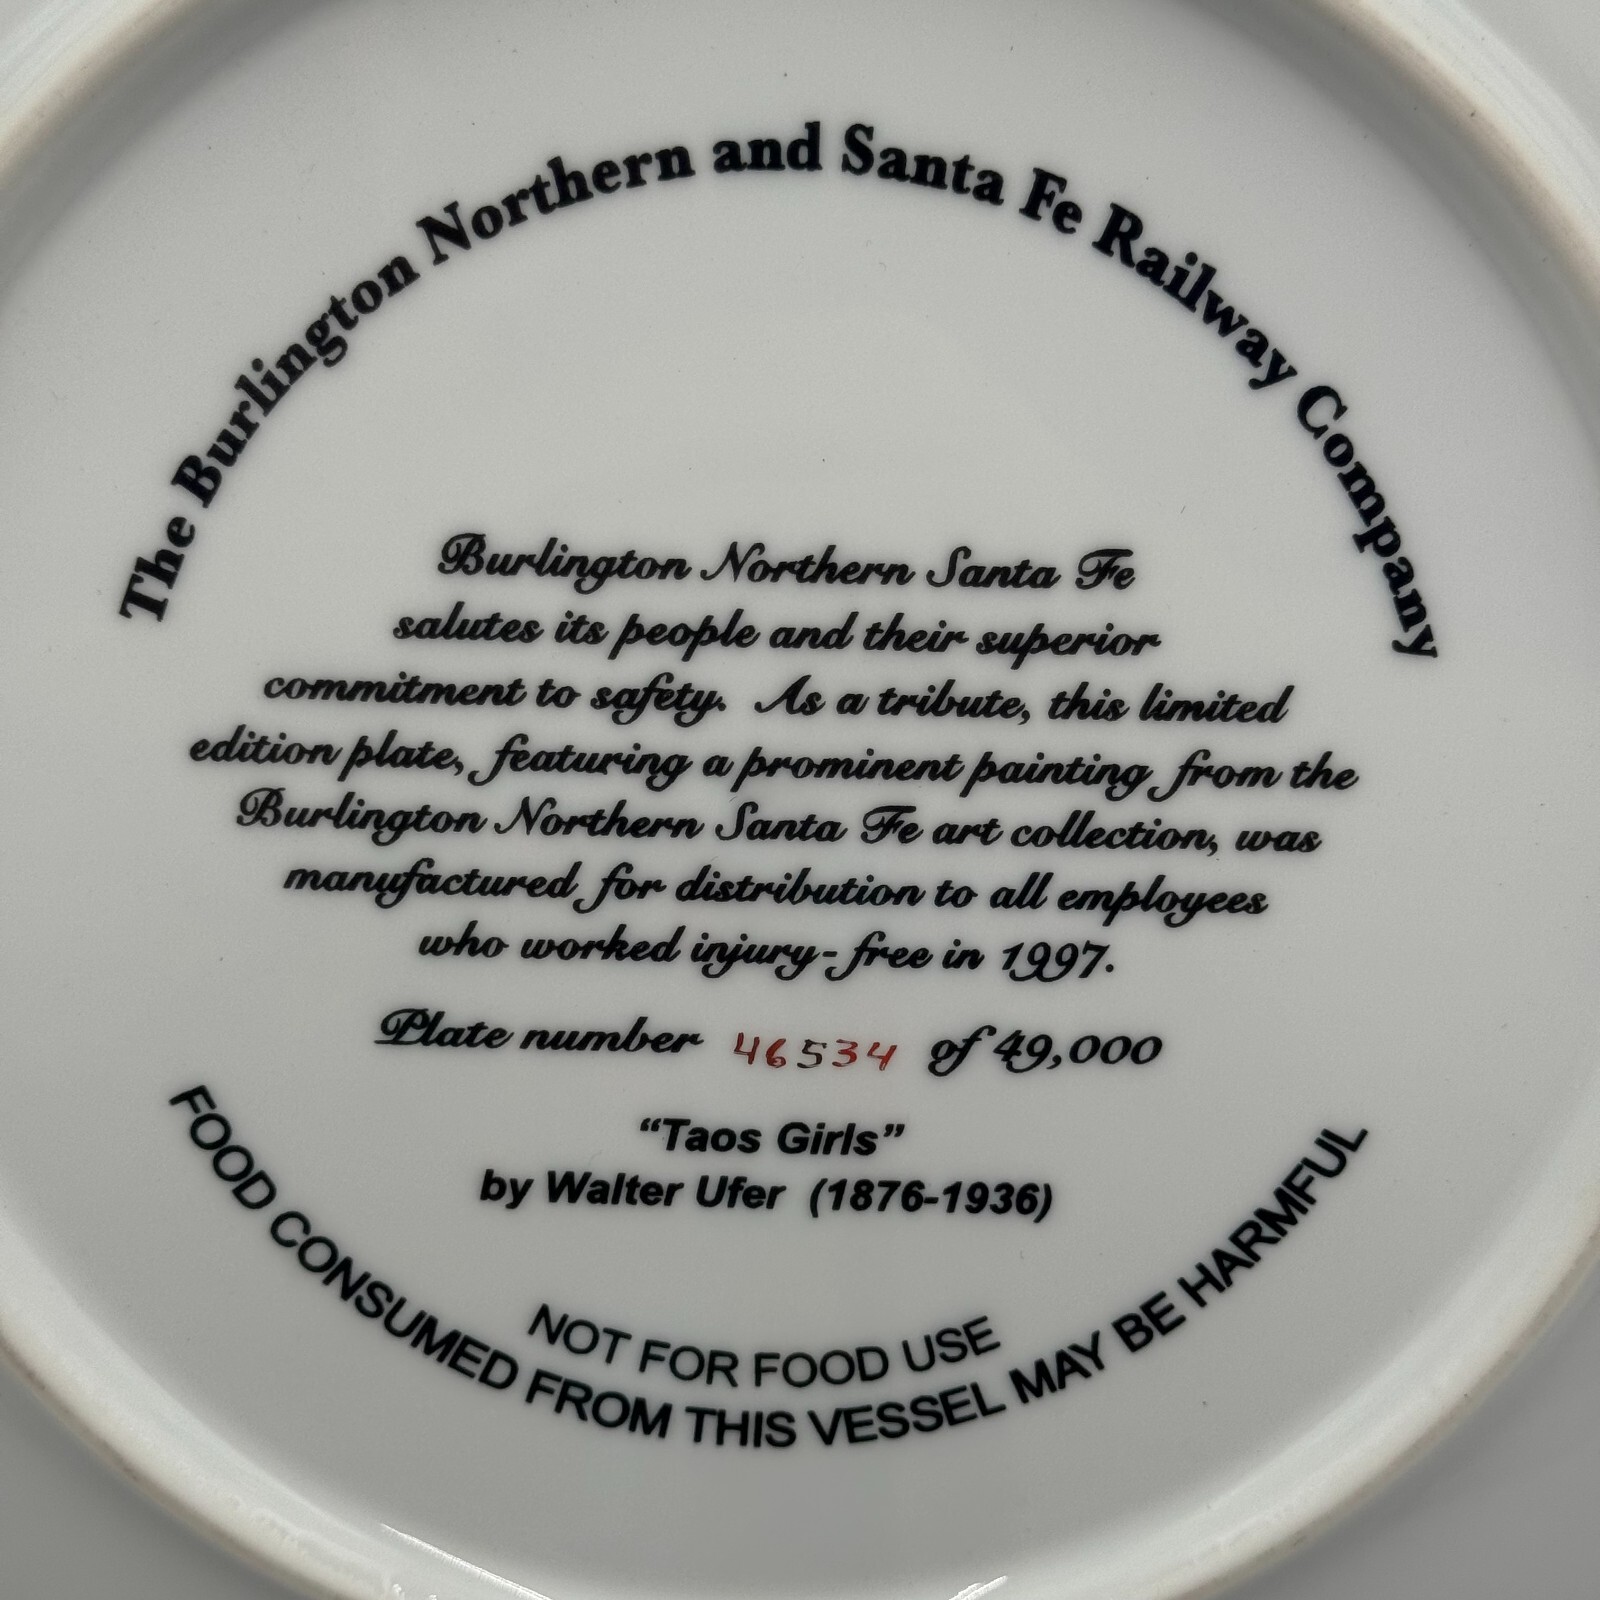 The Burlington Northern and Santa Fe Railway Company
Burlington Northern Santa Fe
salutes its people and their superior
commitment to safety. As a tribute, this limited
edition plate, featuring a prominent painting from the
Burlington Northern Santa Fe art collection, was
manufactured for distribution to all employees
who worked injury-free in 1997.
Plate number 46534 of 49,000
“Taos Girls”
by Walter Ufer (1876-1936)
NOT FOR FOOD USE
FOOD CONSUMED FROM THIS VESSEL MAY BE HARMFUL